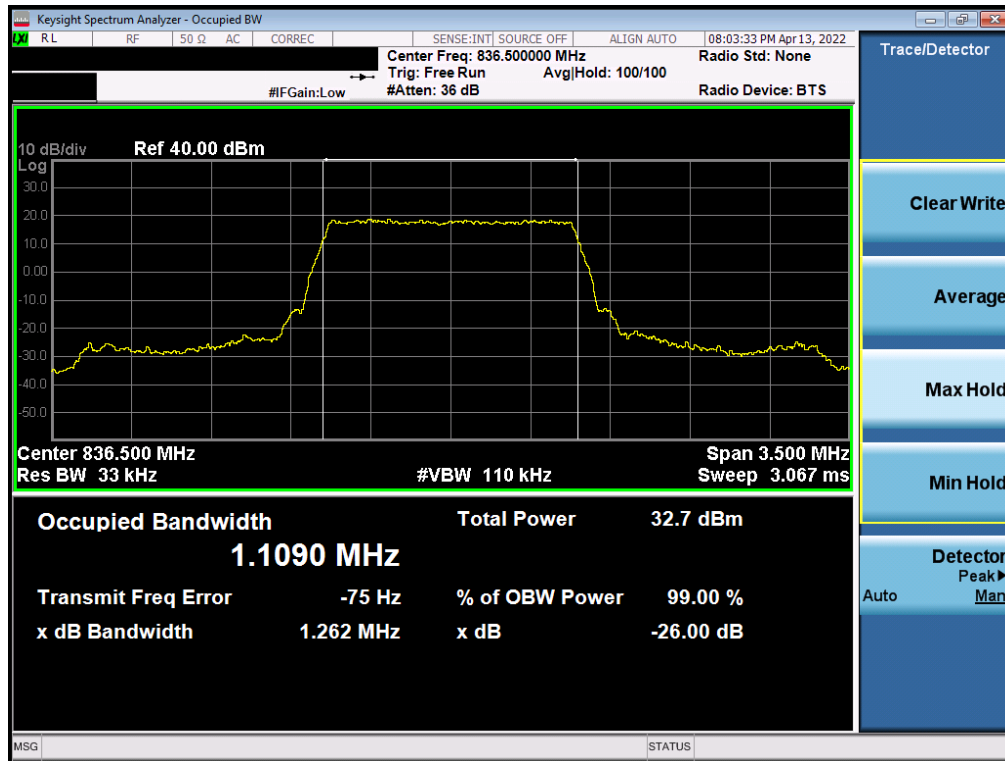 Keysight Spectrum Analyzer - Occupied BW
LXI RL RF 50 Ω AC CORREC SENSE:INT SOURCE OFF ALIGN AUTO 08:03:33 PM Apr 13, 2022
Center Freq: 836.500000 MHz Radio Std: None
Trig: Free Run Avg|Hold: 100/100
#IFGain:Low #Atten: 36 dB Radio Device: BTS
Trace/Detector
10 dB/div Ref 40.00 dBm
Log
30.0
20.0
10.0
0.00
-10.0
-20.0
-30.0
-40.0
-50.0
Center 836.500 MHz Span 3.500 MHz
Res BW 33 kHz #VBW 110 kHz Sweep 3.067 ms
Occupied Bandwidth Total Power 32.7 dBm
1.1090 MHz
Transmit Freq Error -75 Hz % of OBW Power 99.00 %
x dB Bandwidth 1.262 MHz x dB -26.00 dB
Clear Write
Average
Max Hold
Min Hold
Detector
Peak▶
Auto Man
MSG STATUS